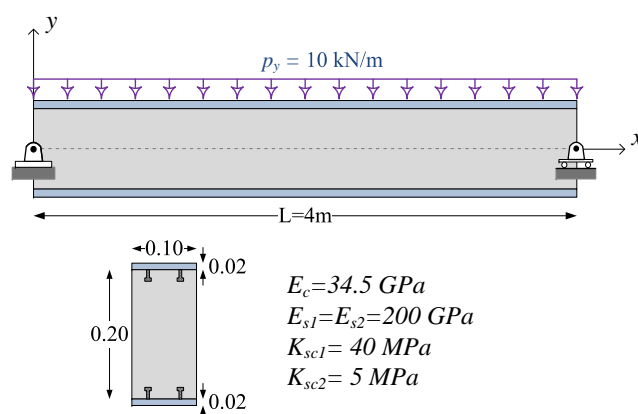 y
p_y = 10 kN/m
x
L=4m
0.10
0.02
0.20
0.02
E_c=34.5 GPa
E_s1=E_s2=200 GPa
K_sc1= 40 MPa
K_sc2= 5 MPa